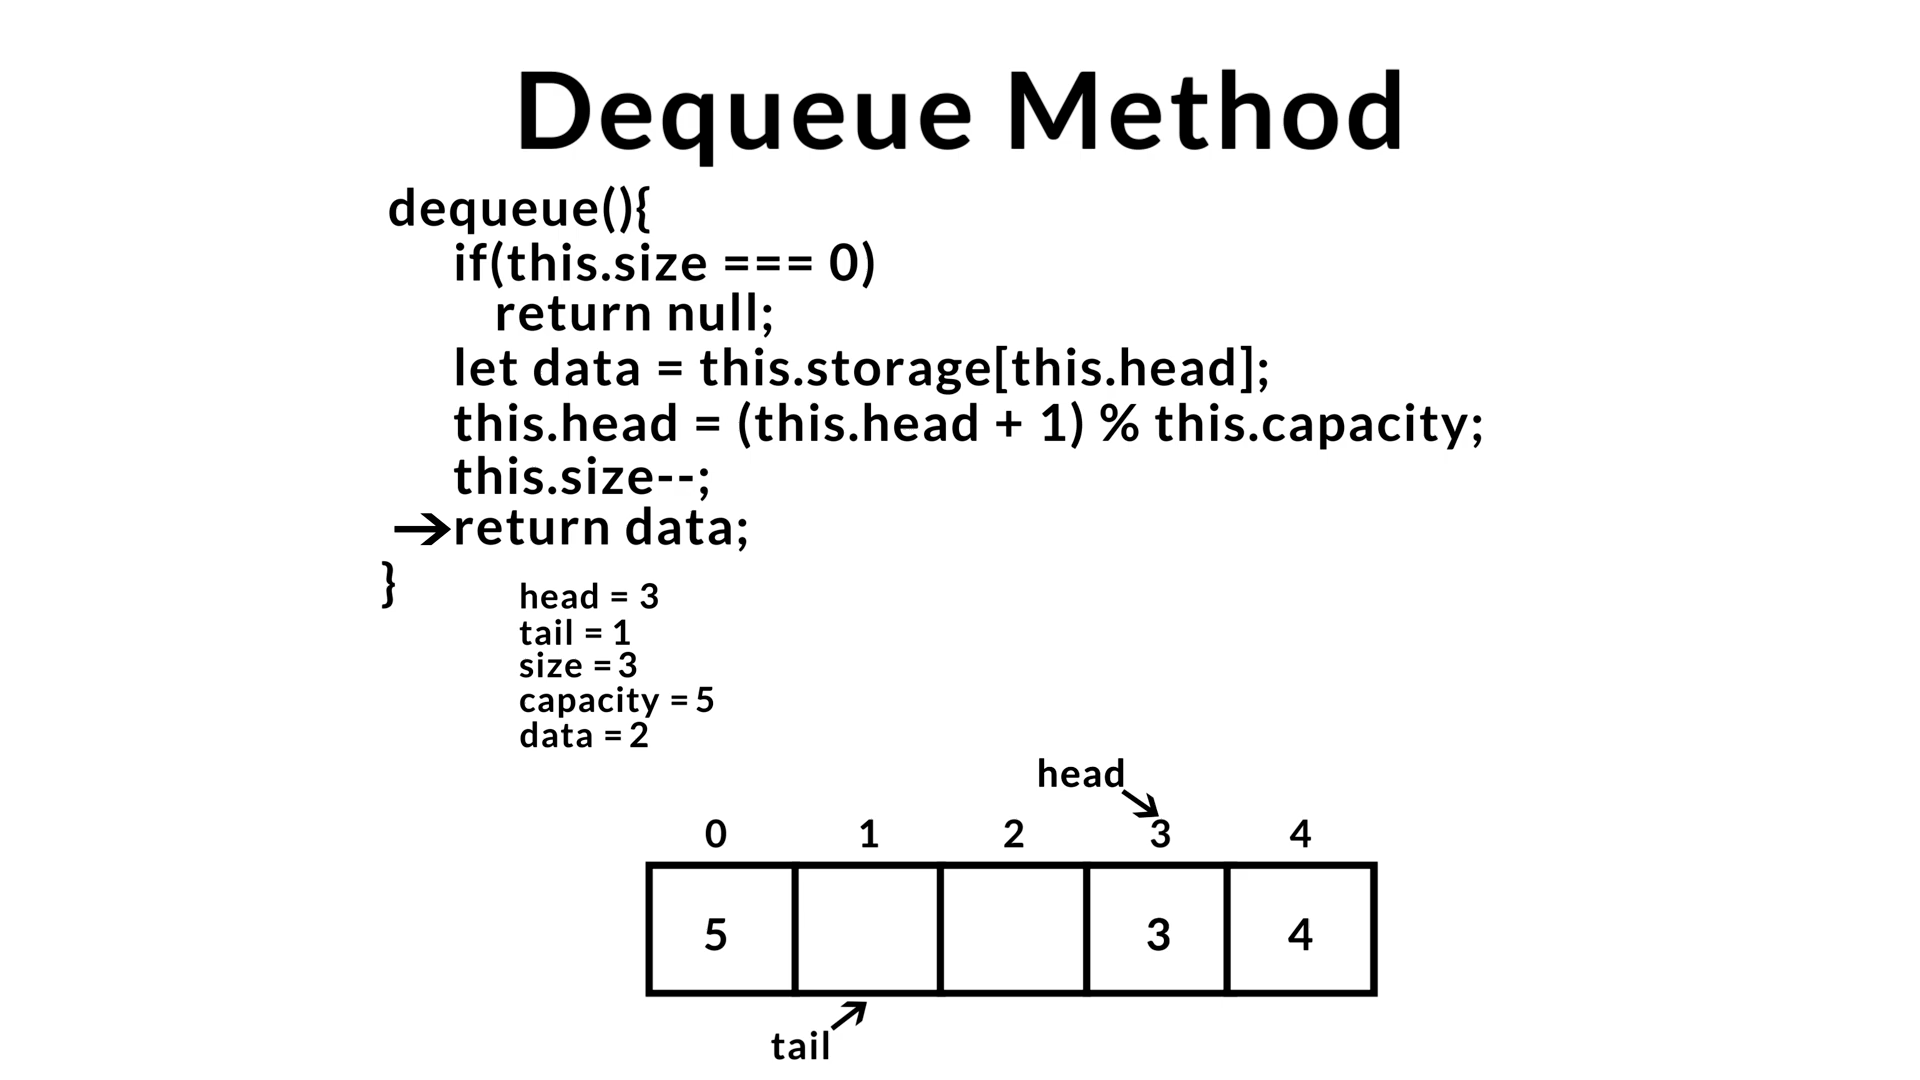 Dequeue Method
dequeue(){
if(this.size === 0)
return null;
let data = this.storage[this.head];
this.head = (this.head + 1) % this.capacity;
this.size--;
return data;
}
head = 3
tail = 1
size = 3
capacity = 5
data = 2
head
0 1 2 3 4
5 3 4
tail